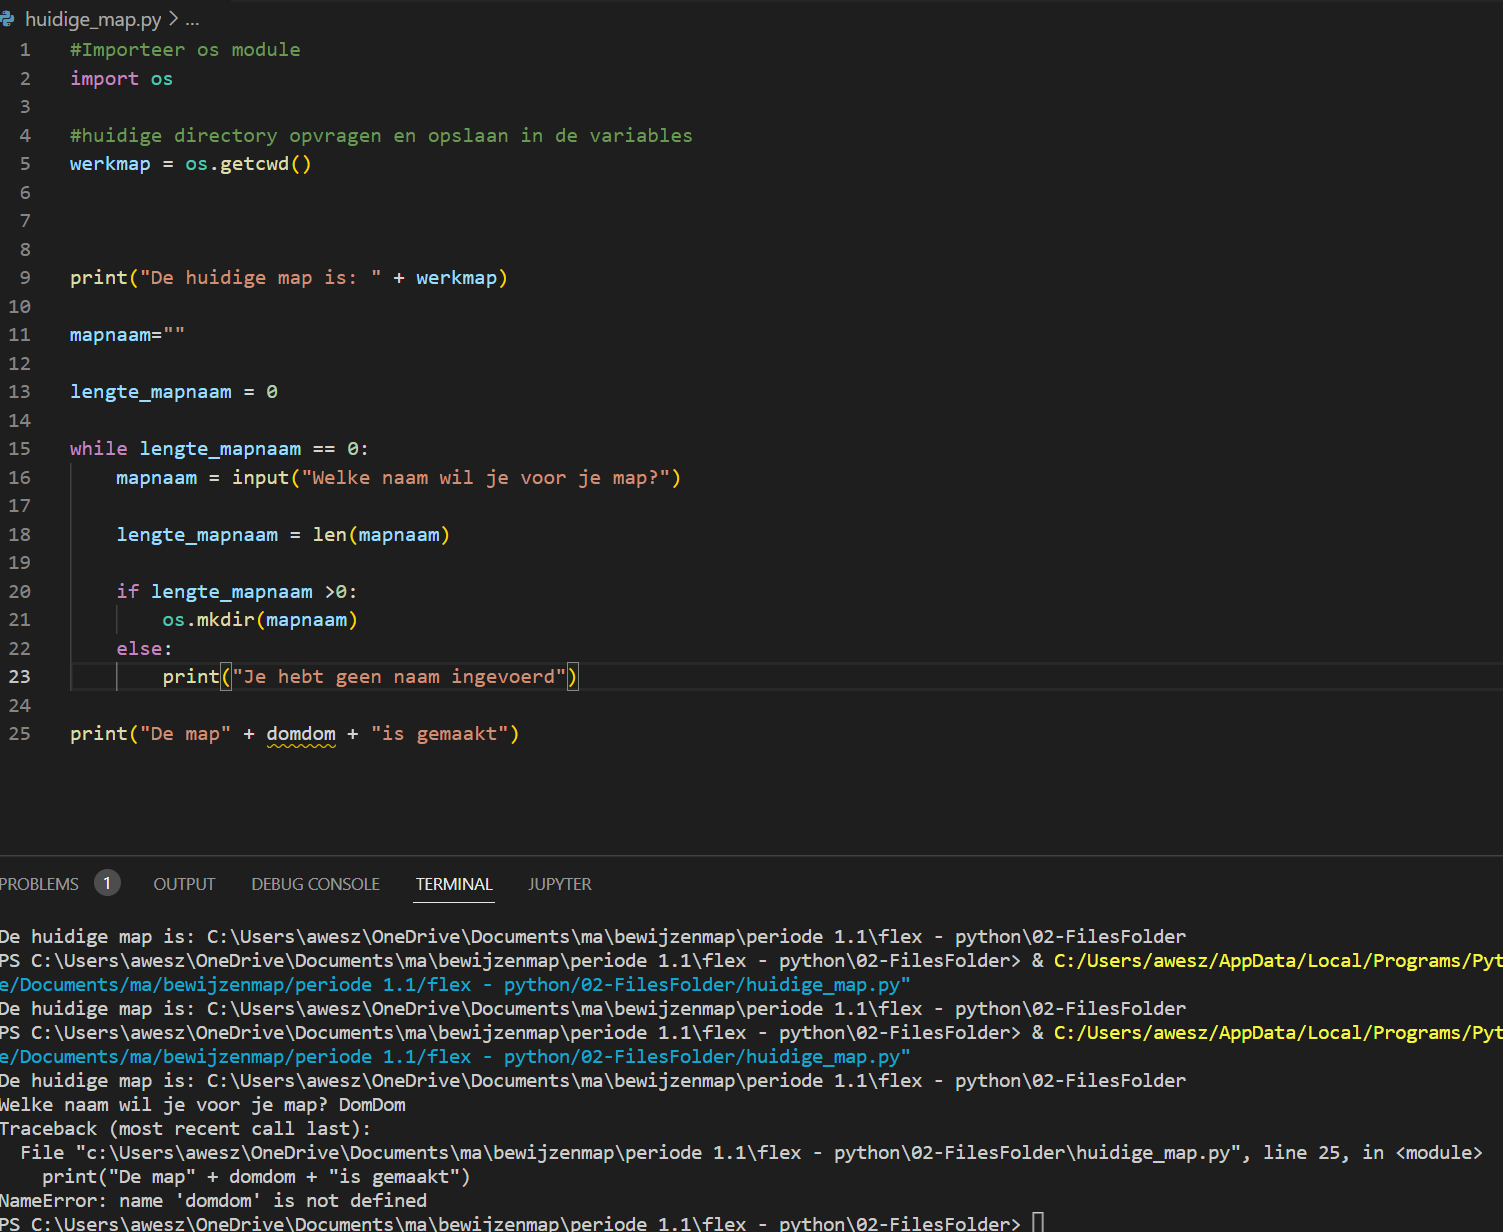 huidige_map.py > ...
1 #Importeer os module
2 import os
3
4 #huidige directory opvragen en opslaan in de variables
5 werkmap = os.getcwd()
6
7
8
9 print("De huidige map is: " + werkmap)
10
11 mapnaam=""
12
13 lengte_mapnaam = 0
14
15 while lengte_mapnaam == 0:
16 mapnaam = input("Welke naam wil je voor je map?")
17
18 lengte_mapnaam = len(mapnaam)
19
20 if lengte_mapnaam >0:
21 os.mkdir(mapnaam)
22 else:
23 print("Je hebt geen naam ingevoerd")
24
25 print("De map" + domdom + "is gemaakt")
PROBLEMS 1 OUTPUT DEBUG CONSOLE TERMINAL JUPYTER
De huidige map is: C:\Users\awesz\OneDrive\Documents\ma\bewijzenmap\periode 1.1\flex - python\02-FilesFolder
PS C:\Users\awesz\OneDrive\Documents\ma\bewijzenmap\periode 1.1\flex - python\02-FilesFolder> & C:/Users/awesz/AppData/Local/Programs/Pyt
e/Documents/ma/bewijzenmap/periode 1.1/flex - python/02-FilesFolder/huidige_map.py"
De huidige map is: C:\Users\awesz\OneDrive\Documents\ma\bewijzenmap\periode 1.1\flex - python\02-FilesFolder
PS C:\Users\awesz\OneDrive\Documents\ma\bewijzenmap\periode 1.1\flex - python\02-FilesFolder> & C:/Users/awesz/AppData/Local/Programs/Pyt
e/Documents/ma/bewijzenmap/periode 1.1/flex - python/02-FilesFolder/huidige_map.py"
De huidige map is: C:\Users\awesz\OneDrive\Documents\ma\bewijzenmap\periode 1.1\flex - python\02-FilesFolder
Welke naam wil je voor je map? DomDom
Traceback (most recent call last):
File "c:\Users\awesz\OneDrive\Documents\ma\bewijzenmap\periode 1.1\flex - python\02-FilesFolder\huidige_map.py", line 25, in <module>
print("De map" + domdom + "is gemaakt")
NameError: name 'domdom' is not defined
PS C:\Users\awesz\OneDrive\Documents\ma\bewijzenmap\periode 1.1\flex - python\02-FilesFolder>